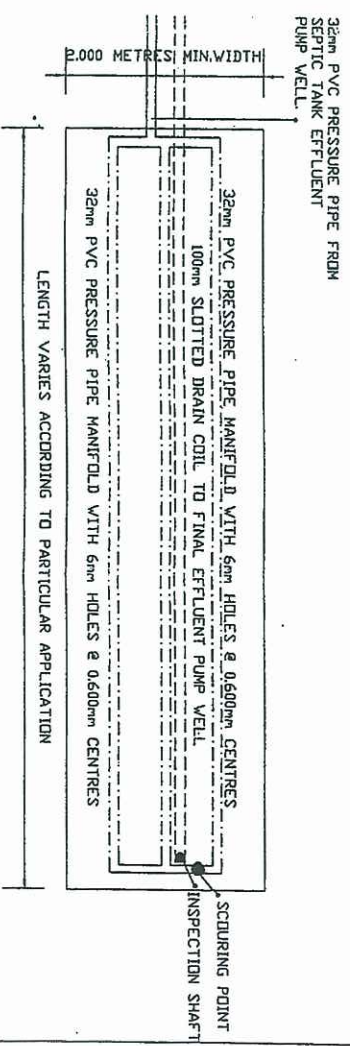 32mm PVC PRESSURE PIPE FROM
SEPTIC TANK EFFLUENT
PUMP WELL.
2.000 METRES MIN.WIDTH
32mm PVC PRESSURE PIPE MANIFOLD WITH 6mm HOLES @ 0.600mm CENTRES
100mm SLOTTED DRAIN COIL TO FINAL EFFLUENT PUMP WELL
32mm PVC PRESSURE PIPE MANIFOLD WITH 6mm HOLES @ 0.600mm CENTRES
SCOURING POINT
INSPECTION SHAFT
LENGTH VARIES ACCORDING TO PARTICULAR APPLICATION